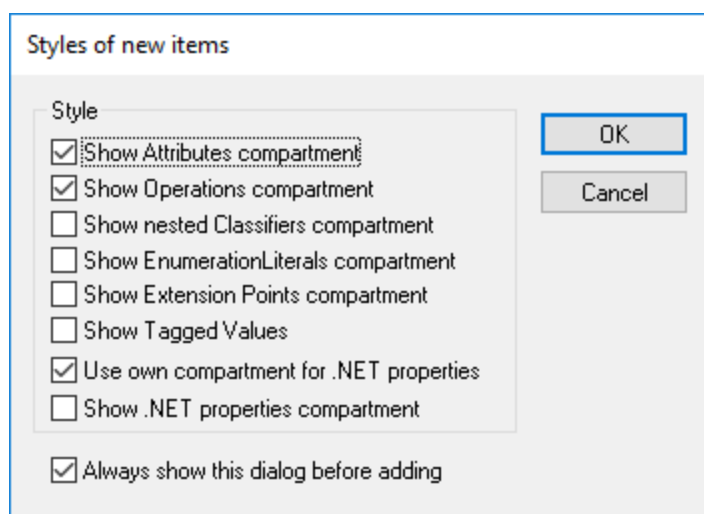 Styles of new items
Style
Show Attributes compartment
Show Operations compartment
Show nested Classifiers compartment
Show EnumerationLiterals compartment
Show Extension Points compartment
Show Tagged Values
Use own compartment for .NET properties
Show .NET properties compartment
Always show this dialog before adding
OK
Cancel